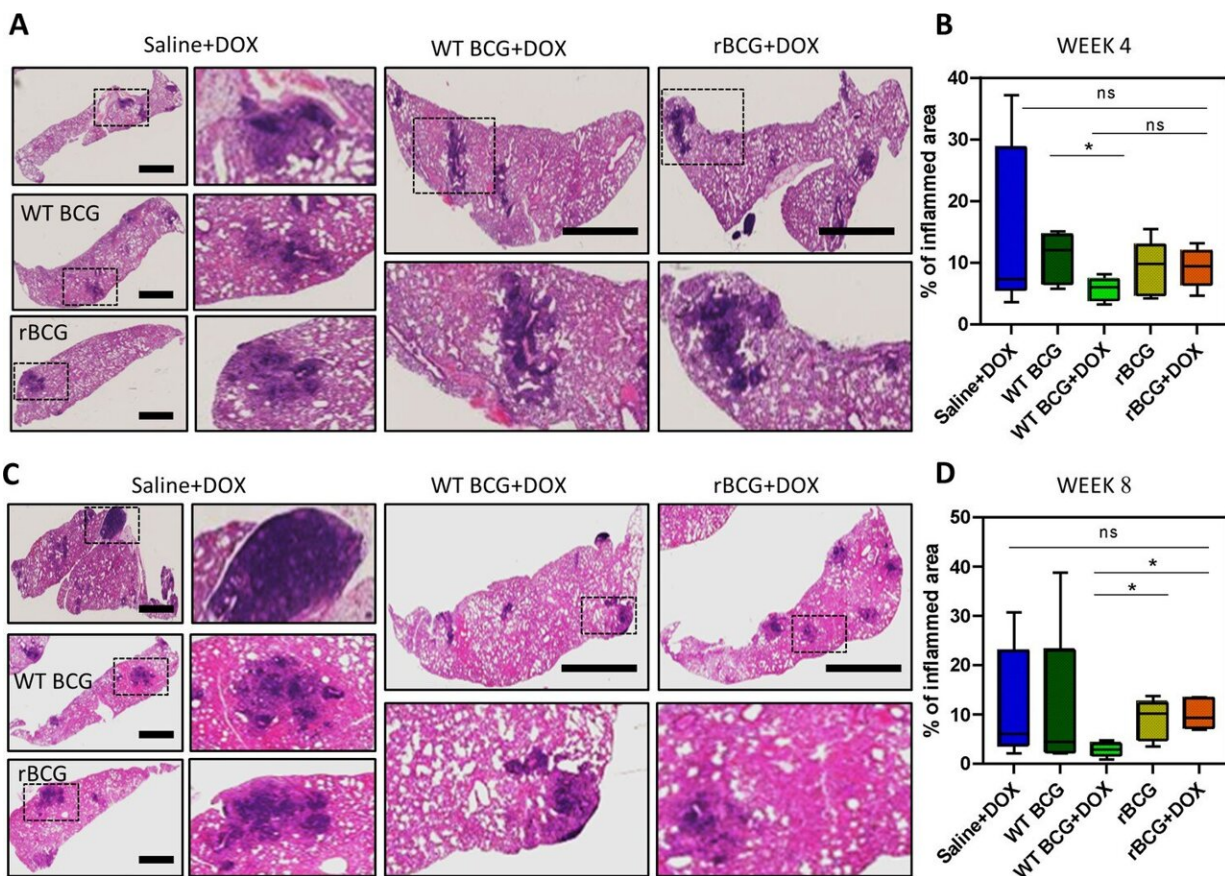 A
Saline+DOX
WT BCG+DOX
rBCG+DOX
WT BCG
rBCG
B
WEEK 4
% of inflammed area
40
30
20
10
0
ns
ns
*
Saline+DOX
WT BCG
WT BCG+DOX
rBCG
rBCG+DOX
C
Saline+DOX
WT BCG+DOX
rBCG+DOX
WT BCG
rBCG
D
WEEK 8
% of inflammed area
50
40
30
20
10
0
ns
*
*
Saline+DOX
WT BCG
WT BCG+DOX
rBCG
rBCG+DOX